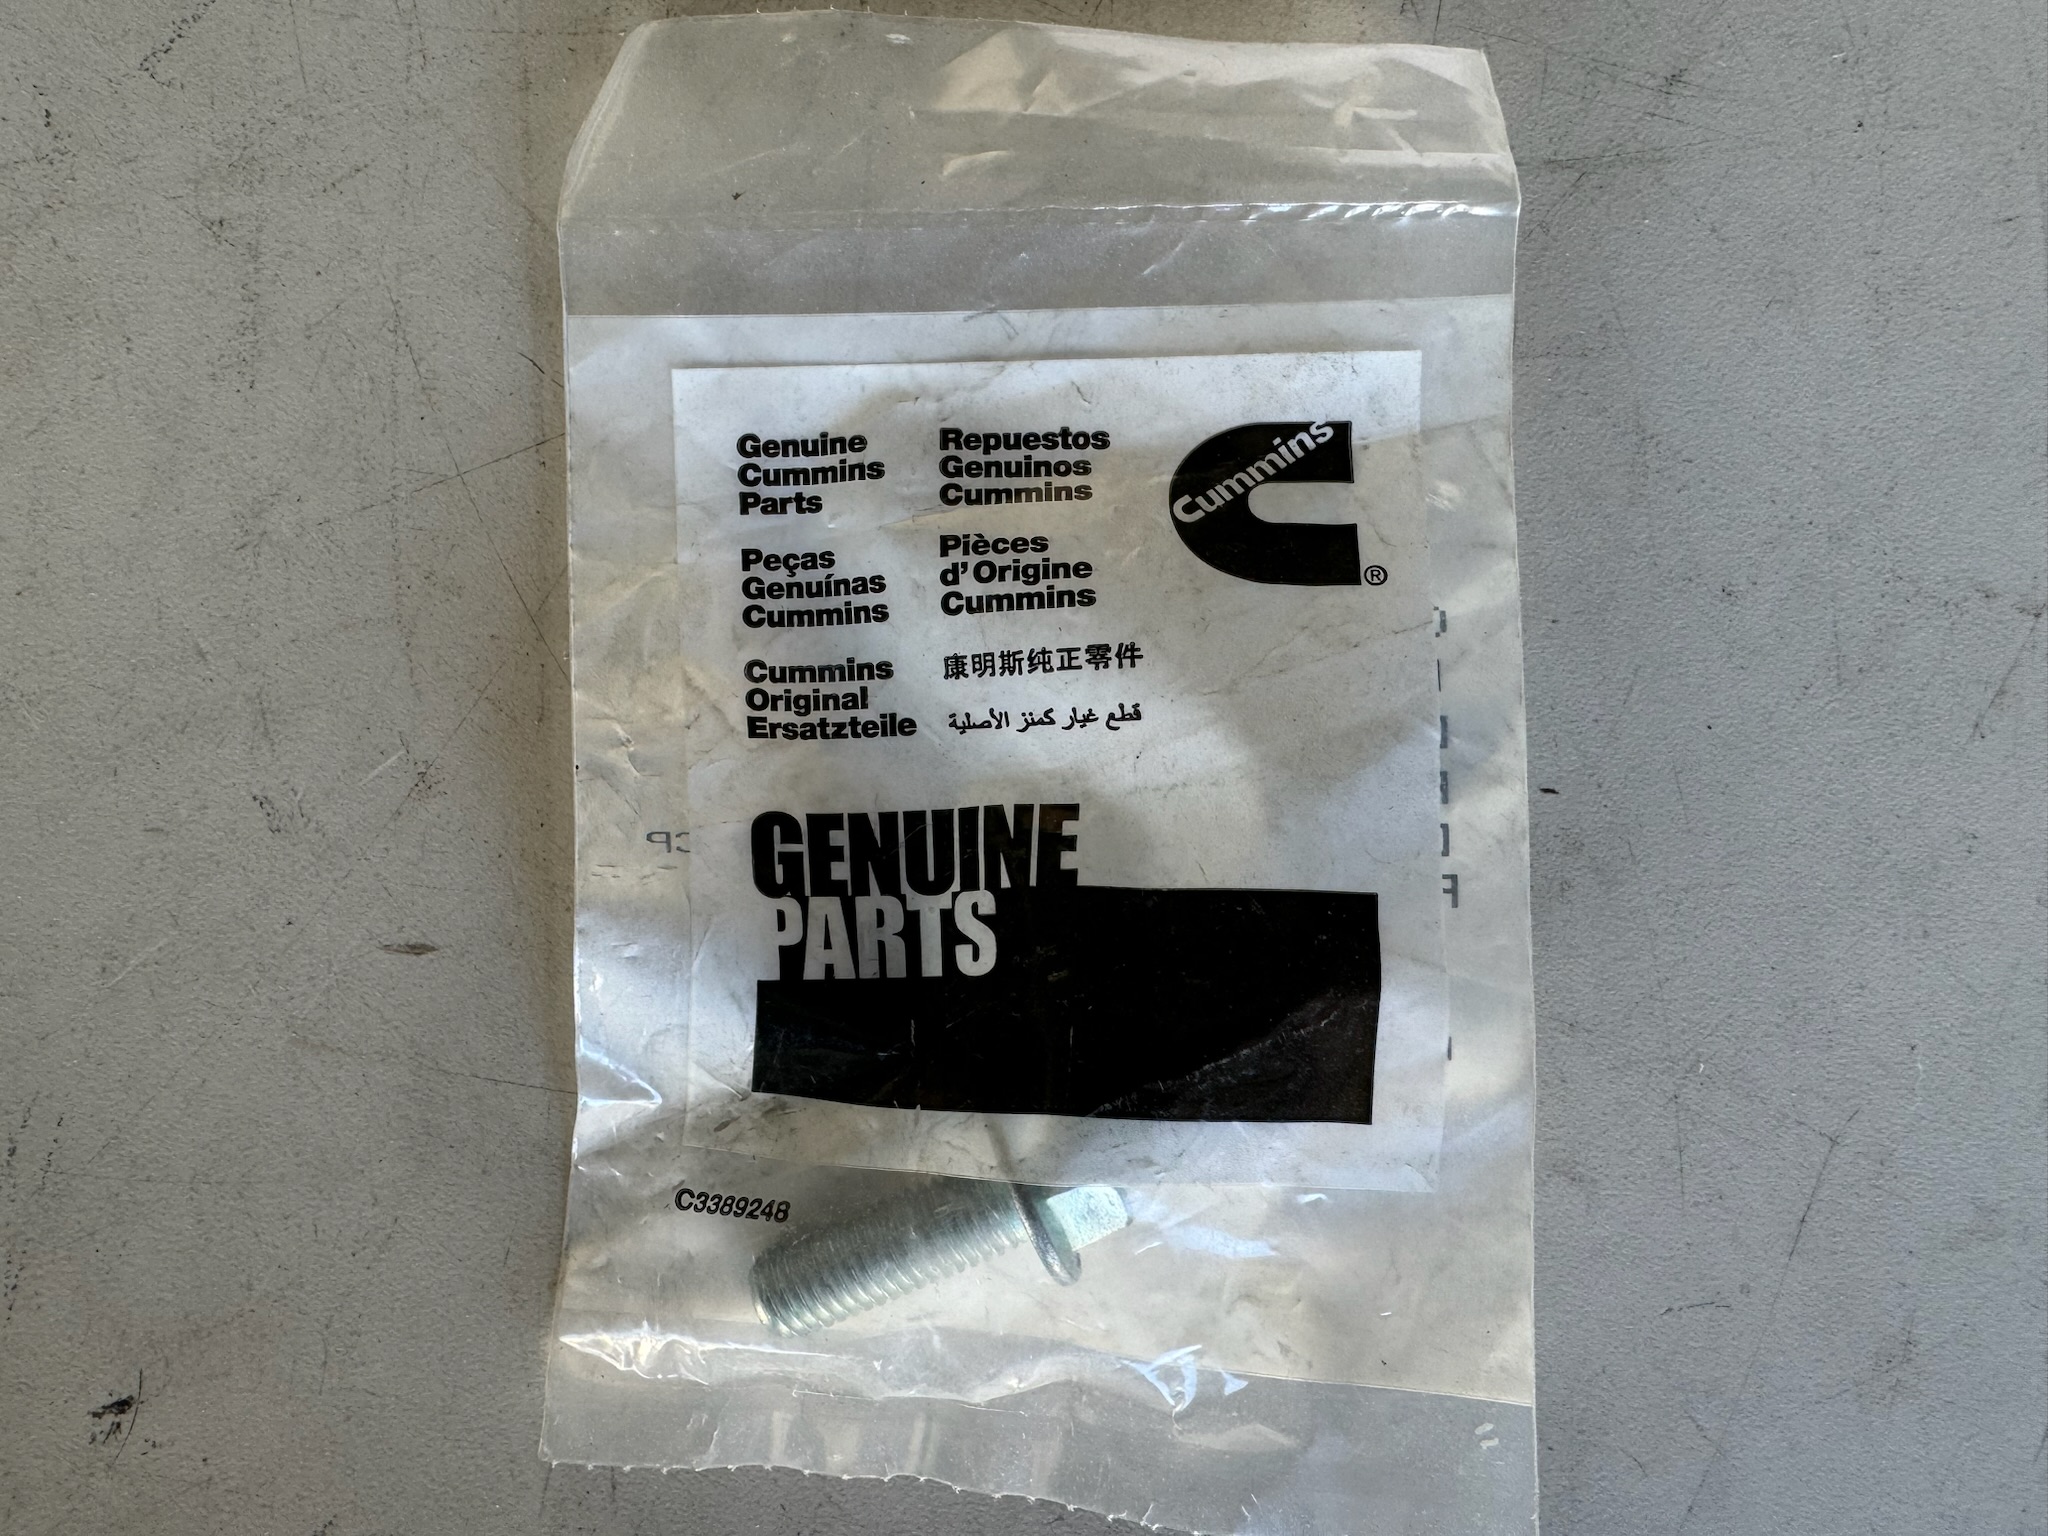 Genuine
Cummins
Parts
Repuestos
Genuinos
Cummins
Cummins
®
Peças
Genuínas
Cummins
Pièces
d'Origine
Cummins
Cummins
Original
Ersatzteile
康明斯纯正零件
قطع غيار كمنز الأصلية
GENUINE
PARTS
C3389248